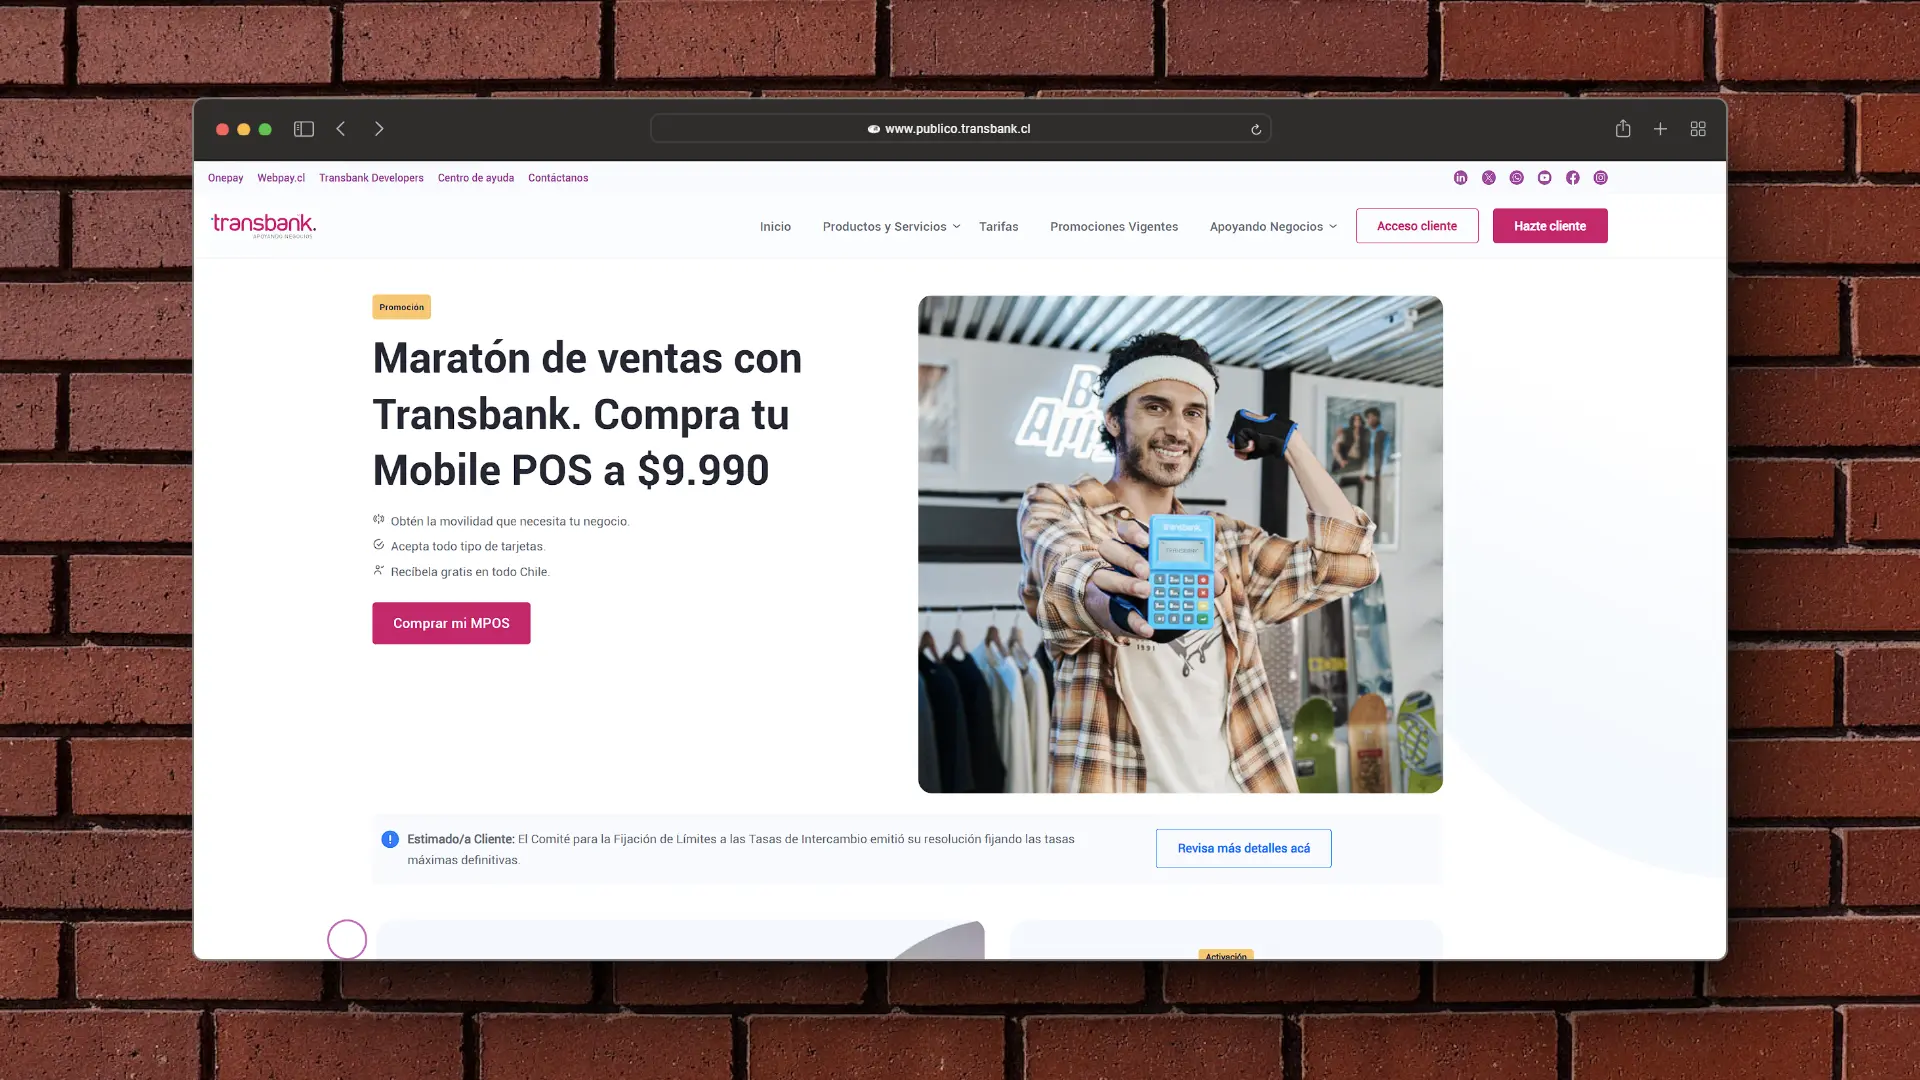 www.publico.transbank.cl
Onepay Webpay.cl Transbank Developers Centro de ayuda Contáctanos
transbank.
APOYANDO NEGOCIOS
Inicio Productos y Servicios Tarifas Promociones Vigentes Apoyando Negocios Acceso cliente Hazte cliente
Promoción
Maratón de ventas con
Transbank. Compra tu
Mobile POS a $9.990
Obtén la movilidad que necesita tu negocio.
Acepta todo tipo de tarjetas.
Recíbela gratis en todo Chile.
Comprar mi MPOS
transbank.
1991
Estimado/a Cliente: El Comité para la Fijación de Límites a las Tasas de Intercambio emitió su resolución fijando las tasas
máximas definitivas.
Revisa más detalles acá
Activación